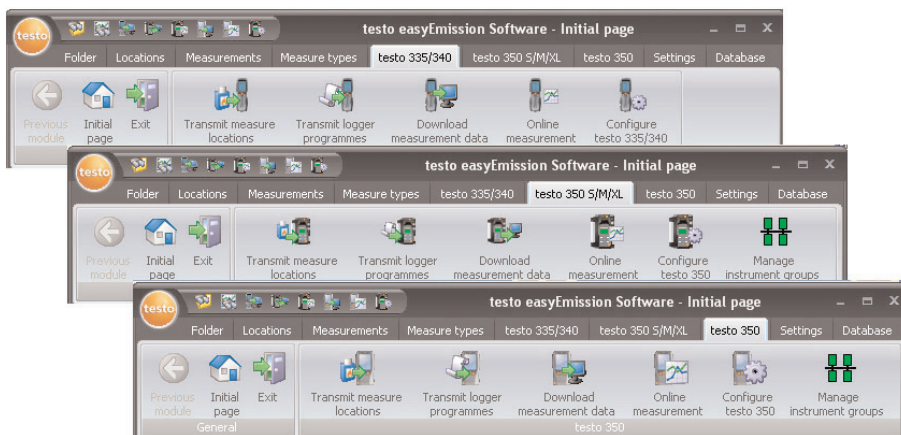 testo
testo easyEmission Software - Initial page
Folder Locations Measurements Measure types testo 335/340 testo 350 S/M/XL testo 350 Settings Database
Previous module Initial page Exit Transmit measure locations Transmit logger programmes Download measurement data Online measurement Configure testo 335/340
testo
testo easyEmission Software - Initial page
Folder Locations Measurements Measure types testo 335/340 testo 350 S/M/XL testo 350 Settings Database
Previous module Initial page Exit Transmit measure locations Transmit logger programmes Download measurement data Online measurement Configure testo 350 Manage instrument groups
testo
testo easyEmission Software - Initial page
Folder Locations Measurements Measure types testo 335/340 testo 350 S/M/XL testo 350 Settings Database
Previous module Initial page Exit Transmit measure locations Transmit logger programmes Download measurement data Online measurement Configure testo 350 Manage instrument groups
General testo 350